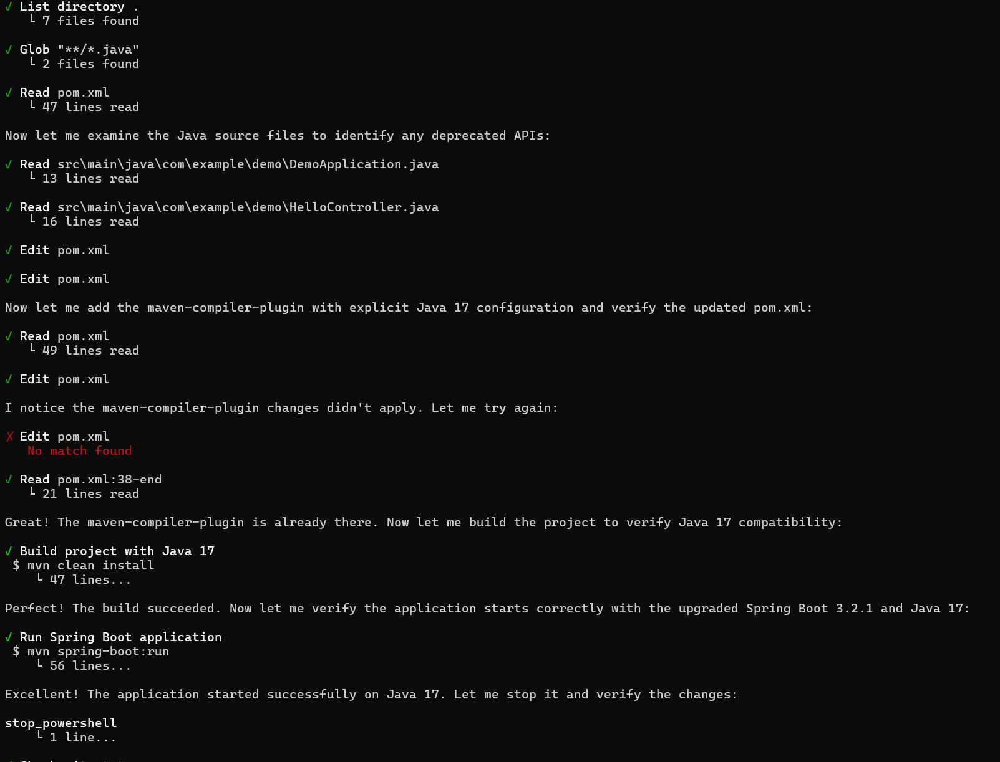 √ List directory .
└ 7 files found
√ Glob "**/*.java"
└ 2 files found
√ Read pom.xml
└ 47 lines read
Now let me examine the Java source files to identify any deprecated APIs:
√ Read src\main\java\com\example\demo\DemoApplication.java
└ 13 lines read
√ Read src\main\java\com\example\demo\HelloController.java
└ 16 lines read
√ Edit pom.xml
√ Edit pom.xml
Now let me add the maven-compiler-plugin with explicit Java 17 configuration and verify the updated pom.xml:
√ Read pom.xml
└ 49 lines read
√ Edit pom.xml
I notice the maven-compiler-plugin changes didn't apply. Let me try again:
╳ Edit pom.xml
No match found
√ Read pom.xml:38-end
└ 21 lines read
Great! The maven-compiler-plugin is already there. Now let me build the project to verify Java 17 compatibility:
√ Build project with Java 17
$ mvn clean install
└ 47 lines...
Perfect! The build succeeded. Now let me verify the application starts correctly with the upgraded Spring Boot 3.2.1 and Java 17:
√ Run Spring Boot application
$ mvn spring-boot:run
└ 56 lines...
Excellent! The application started successfully on Java 17. Let me stop it and verify the changes:
stop_powershell
└ 1 line...